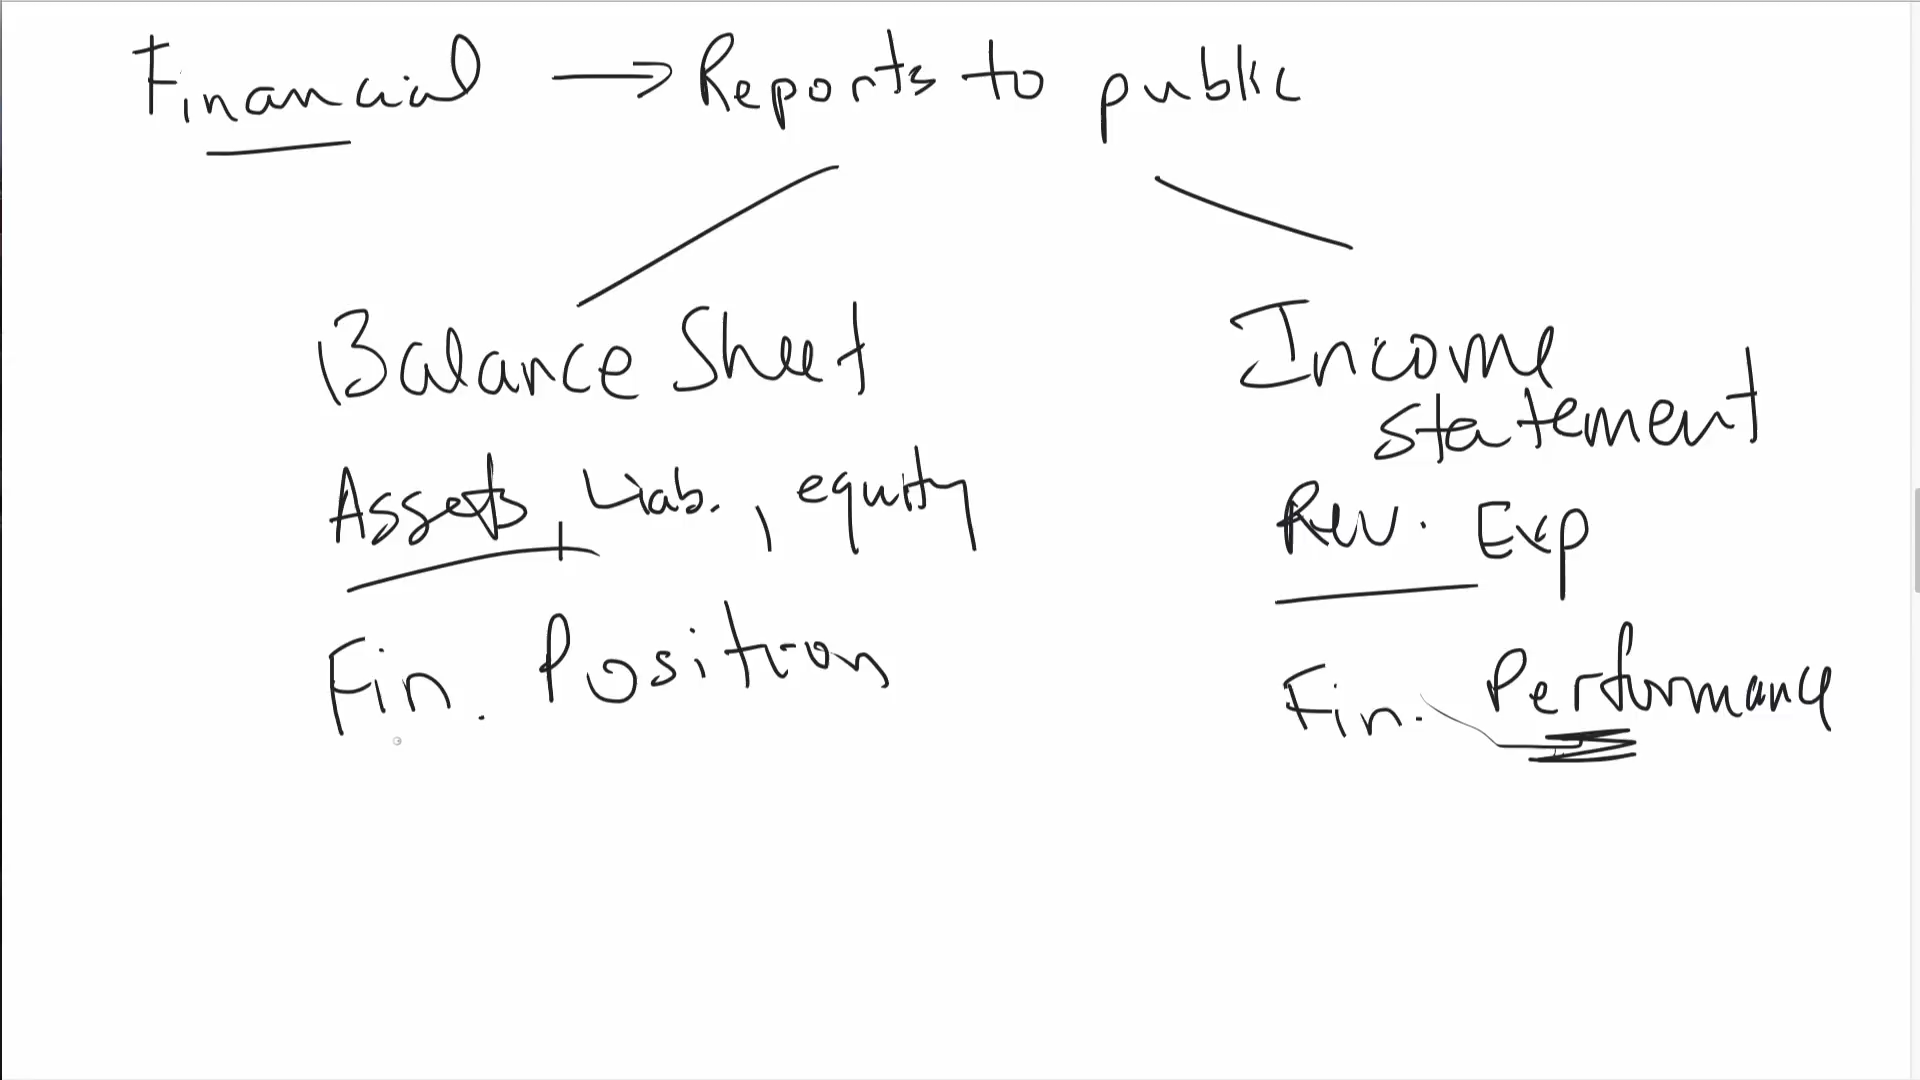 Financial → Reports to public
Balance Sheet
Assets, Liab., equity
Fin. Position
Income
statement
Rev. Exp
Fin. Performance